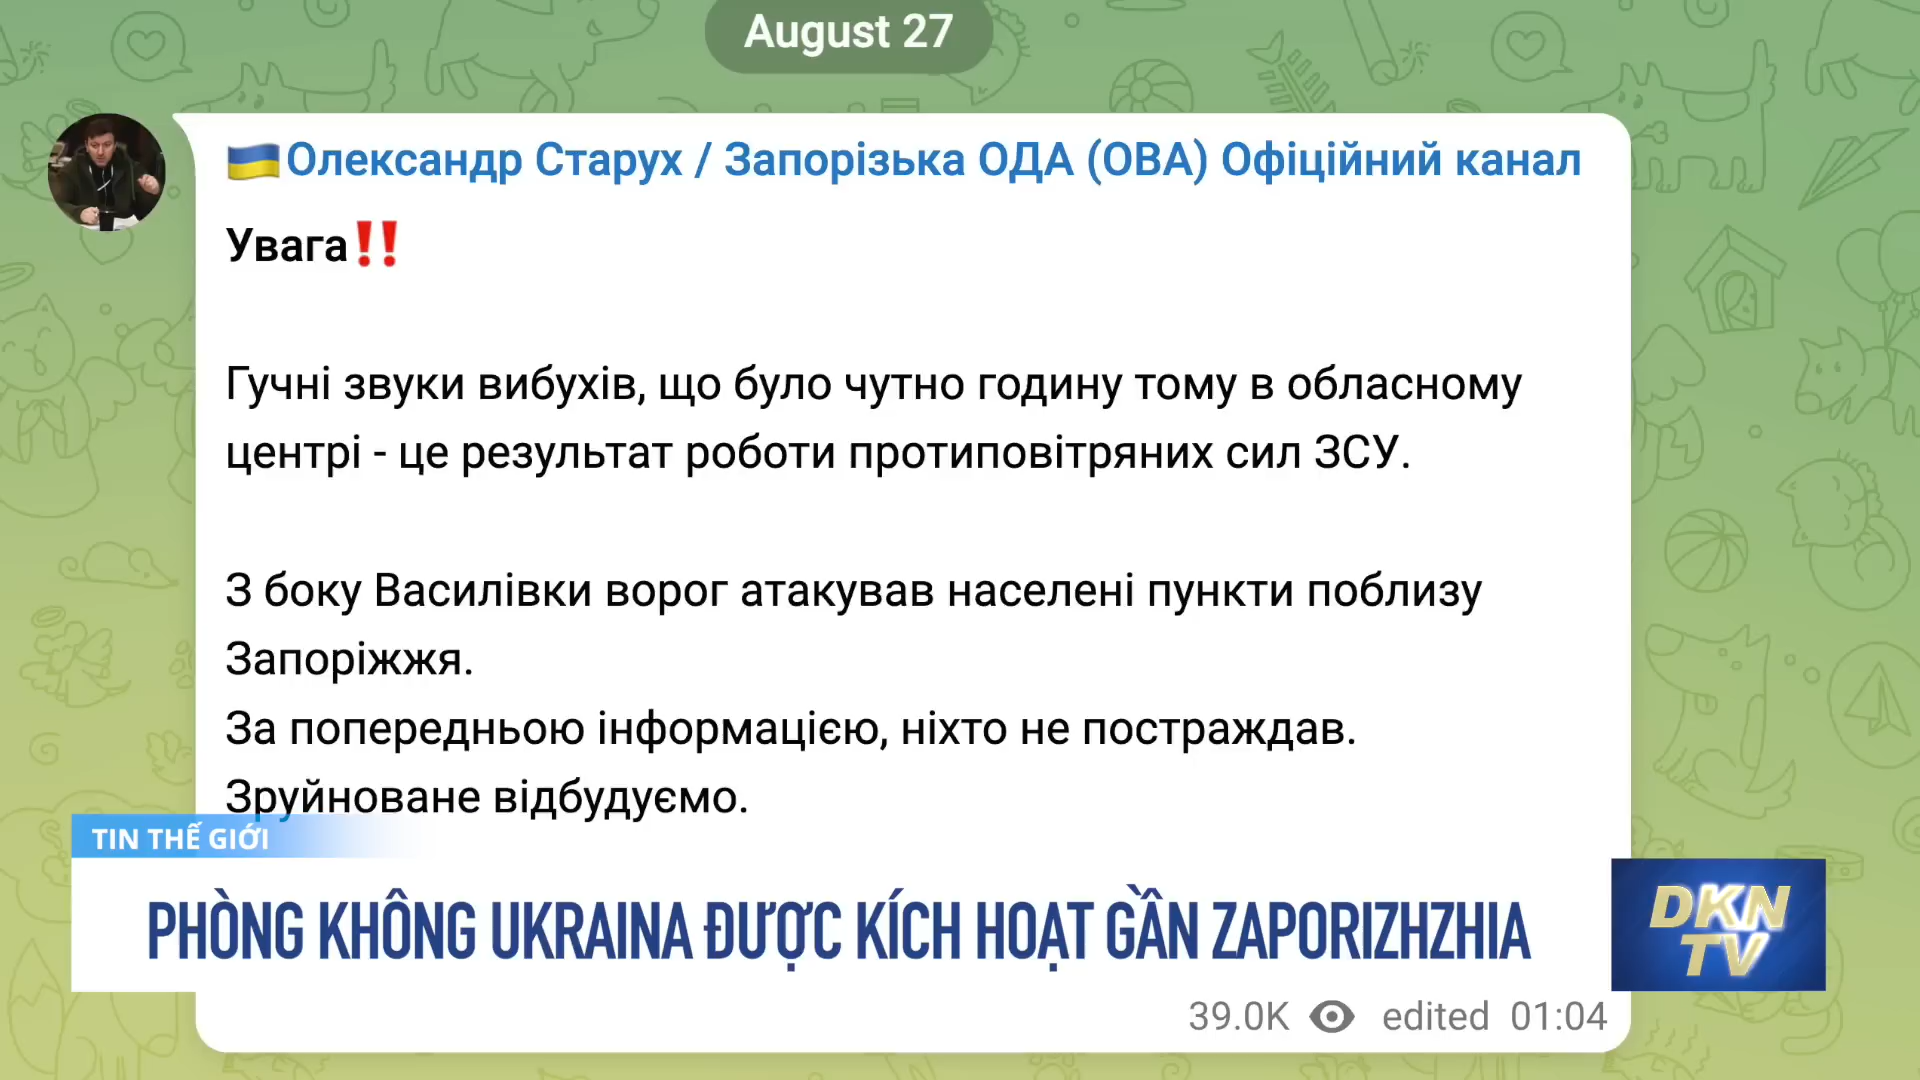 August 27
🇺🇦Олександр Старух / Запорізька ОДА (ОВА) Офіційний канал
Увага‼️
Гучні звуки вибухів, що було чутно годину тому в обласному
центрі - це результат роботи протиповітряних сил ЗСУ.
З боку Василівки ворог атакував населені пункти поблизу
Запоріжжя.
За попередньою інформацією, ніхто не постраждав.
Зруйноване відбудуємо.
TIN THẾ GIỚI
PHÒNG KHÔNG UKRAINA ĐƯỢC KÍCH HOẠT GẦN ZAPORIZHZHIA
DKN
TV
39.0K edited 01:04